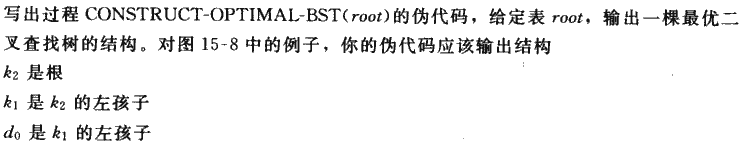 写出过程 CONSTRUCT-OPTIMAL-BST(root)的伪代码，给定表 root，输出一棵最优二
叉查找树的结构。对图 15-8 中的例子，你的伪代码应该输出结构
k₂ 是根
k₁ 是 k₂ 的左孩子
d₀ 是 k₁ 的左孩子